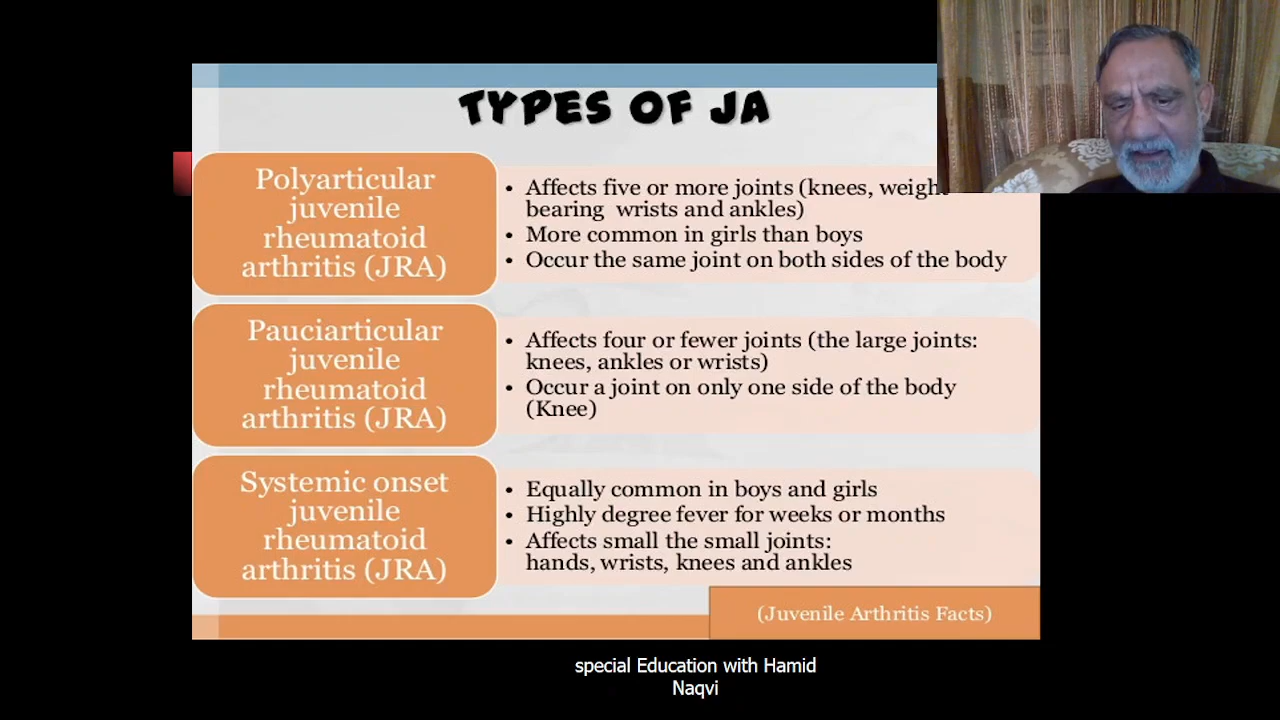 TYPES OF JA
Polyarticular
juvenile
rheumatoid
arthritis (JRA)
• Affects five or more joints (knees, weight
bearing wrists and ankles)
• More common in girls than boys
• Occur the same joint on both sides of the body
Pauciarticular
juvenile
rheumatoid
arthritis (JRA)
• Affects four or fewer joints (the large joints:
knees, ankles or wrists)
• Occur a joint on only one side of the body
(Knee)
Systemic onset
juvenile
rheumatoid
arthritis (JRA)
• Equally common in boys and girls
• Highly degree fever for weeks or months
• Affects small the small joints:
hands, wrists, knees and ankles
(Juvenile Arthritis Facts)
special Education with Hamid
Naqvi